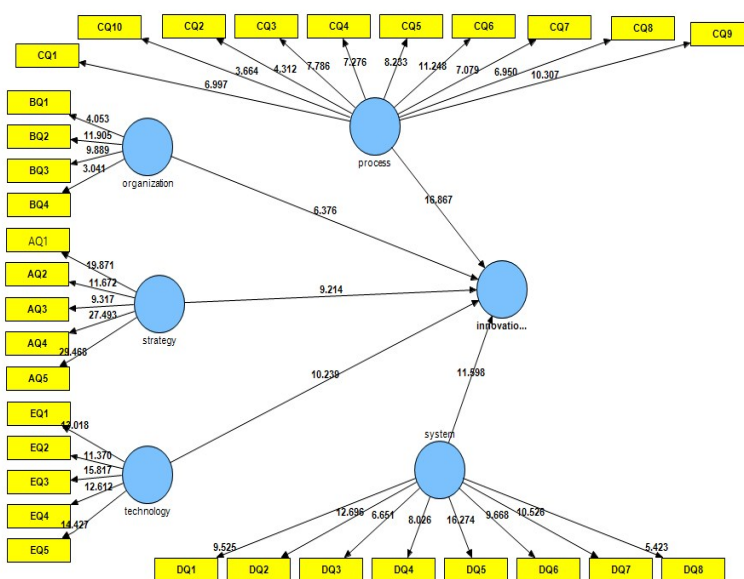 CQ10
CQ2
CQ3
CQ4
CQ5
CQ6
CQ7
CQ8
CQ9
CQ1
3.664
4.312
7.786
7.276
8.233
11.248
7.079
6.950
10.307
6.997
process
16.867
BQ1
BQ2
BQ3
BQ4
4.053
11.905
9.889
3.041
organization
6.376
AQ1
AQ2
AQ3
AQ4
AQ5
19.871
11.672
9.317
27.493
29.468
strategy
9.214
innovatio...
EQ1
EQ2
EQ3
EQ4
EQ5
11.370
15.817
12.612
14.427
technology
10.239
11.598
system
9.525
12.696
6.651
8.026
16.274
9.668
10.526
5.423
DQ1
DQ2
DQ3
DQ4
DQ5
DQ6
DQ7
DQ8